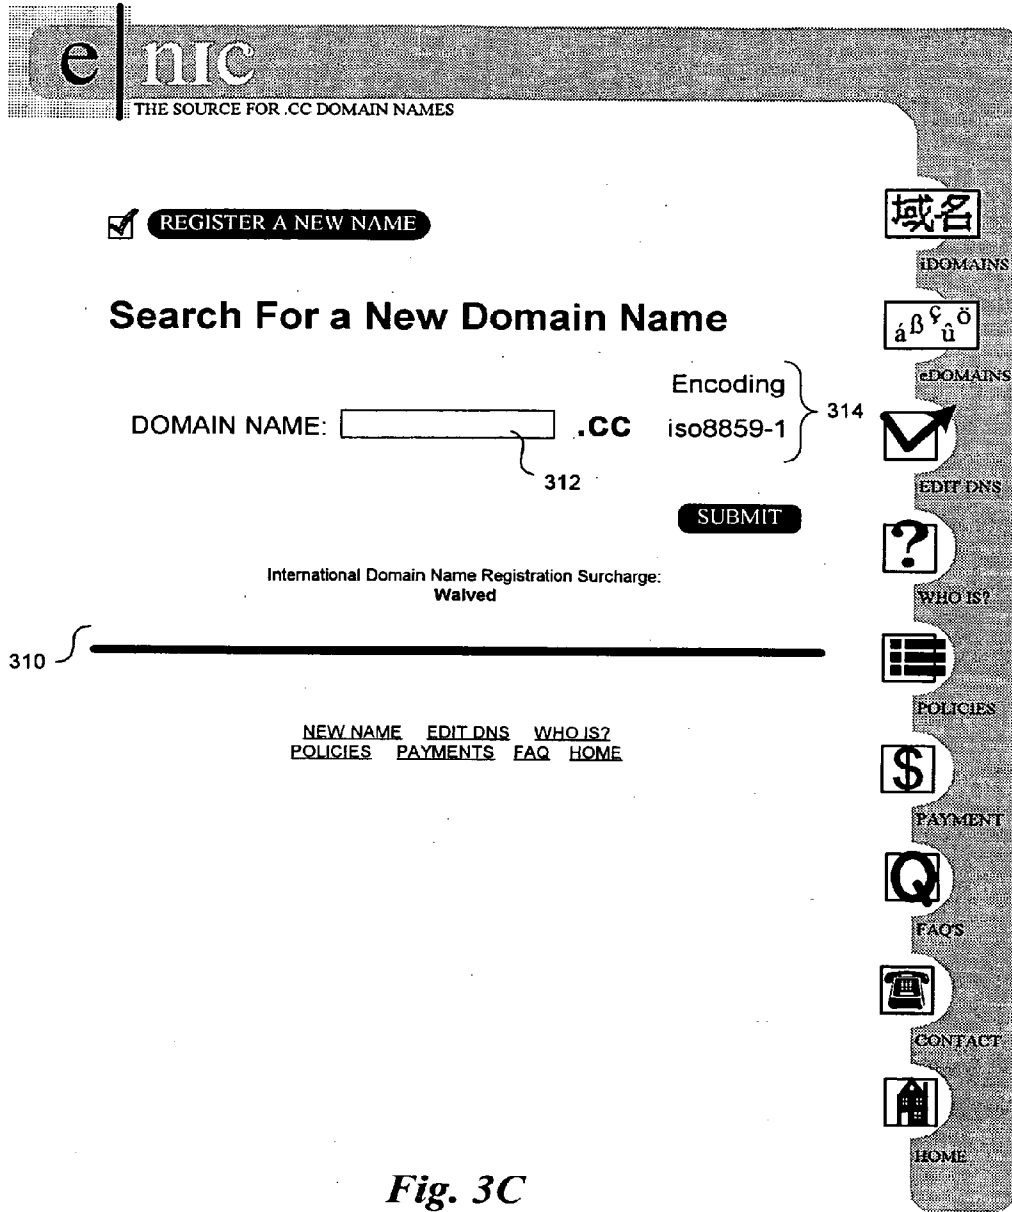 e nic
THE SOURCE FOR .CC DOMAIN NAMES
REGISTER A NEW NAME
Search For a New Domain Name
Encoding
DOMAIN NAME: .CC iso8859-1
314
312
SUBMIT
International Domain Name Registration Surcharge:
Waived
310
NEW NAME EDIT DNS WHO IS?
POLICIES PAYMENTS FAQ HOME
域名
iDOMAINS
áßçûö
eDOMAINS
EDIT DNS
?
WHO IS?
POLICIES
$
PAYMENT
Q
FAQ'S
CONTACT
HOME
Fig. 3C